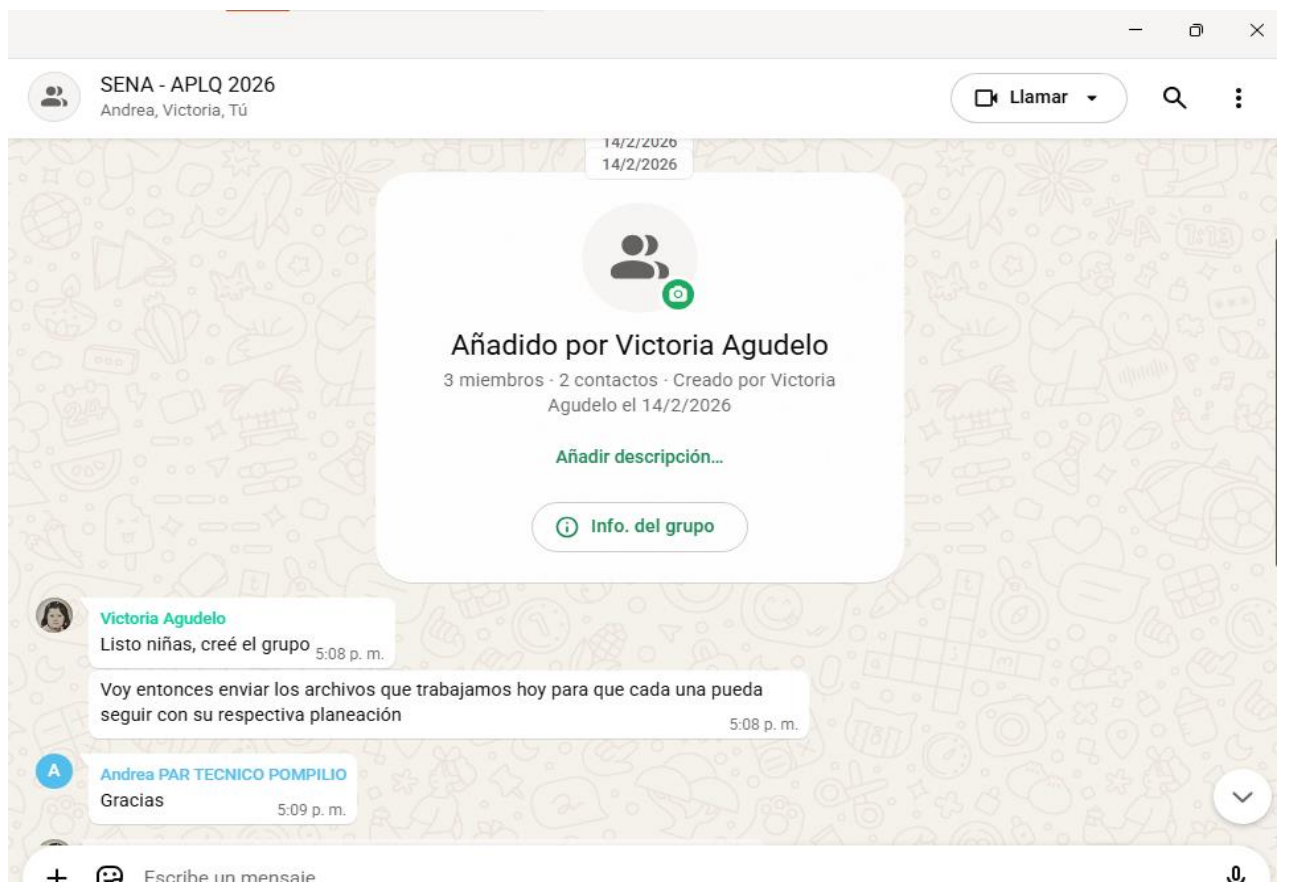 SENA - APLQ 2026
Andrea, Victoria, Tú
Llamar
14/2/2026
14/2/2026
Añadido por Victoria Agudelo
3 miembros · 2 contactos · Creado por Victoria
Agudelo el 14/2/2026
Añadir descripción...
Info. del grupo
Victoria Agudelo
Listo niñas, creé el grupo 5:08 p. m.
Voy entonces enviar los archivos que trabajamos hoy para que cada una pueda
seguir con su respectiva planeación
5:08 p. m.
A
Andrea PAR TECNICO POMPILIO
Gracias 5:09 p. m.
Escribe un mensaje